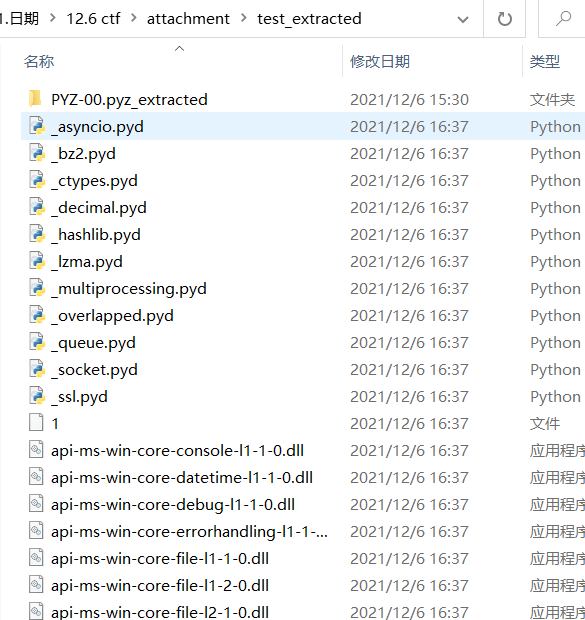 1.日期 > 12.6 ctf > attachment > test_extracted
名称 修改日期 类型
PYZ-00.pyz_extracted 2021/12/6 15:30 文件夹
_asyncio.pyd 2021/12/6 16:37 Python
_bz2.pyd 2021/12/6 16:37 Python
_ctypes.pyd 2021/12/6 16:37 Python
_decimal.pyd 2021/12/6 16:37 Python
_hashlib.pyd 2021/12/6 16:37 Python
_lzma.pyd 2021/12/6 16:37 Python
_multiprocessing.pyd 2021/12/6 16:37 Python
_overlapped.pyd 2021/12/6 16:37 Python
_queue.pyd 2021/12/6 16:37 Python
_socket.pyd 2021/12/6 16:37 Python
_ssl.pyd 2021/12/6 16:37 Python
1 2021/12/6 16:37 文件
api-ms-win-core-console-l1-1-0.dll 2021/12/6 16:37 应用程序
api-ms-win-core-datetime-l1-1-0.dll 2021/12/6 16:37 应用程序
api-ms-win-core-debug-l1-1-0.dll 2021/12/6 16:37 应用程序
api-ms-win-core-errorhandling-l1-1-... 2021/12/6 16:37 应用程序
api-ms-win-core-file-l1-1-0.dll 2021/12/6 16:37 应用程序
api-ms-win-core-file-l1-2-0.dll 2021/12/6 16:37 应用程序
api-ms-win-core-file-l2-1-0.dll 2021/12/6 16:37 应用程序